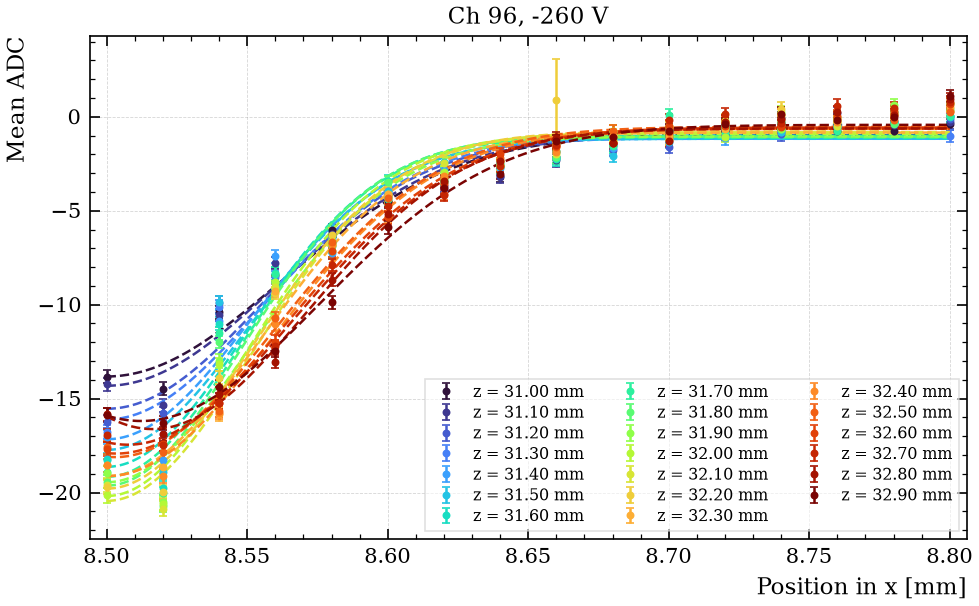 Ch 96, -260 V
Mean ADC
0
−5
−10
−15
−20
z = 31.00 mm
z = 31.10 mm
z = 31.20 mm
z = 31.30 mm
z = 31.40 mm
z = 31.50 mm
z = 31.60 mm
z = 31.70 mm
z = 31.80 mm
z = 31.90 mm
z = 32.00 mm
z = 32.10 mm
z = 32.20 mm
z = 32.30 mm
z = 32.40 mm
z = 32.50 mm
z = 32.60 mm
z = 32.70 mm
z = 32.80 mm
z = 32.90 mm
8.50 8.55 8.60 8.65 8.70 8.75 8.80
Position in x [mm]